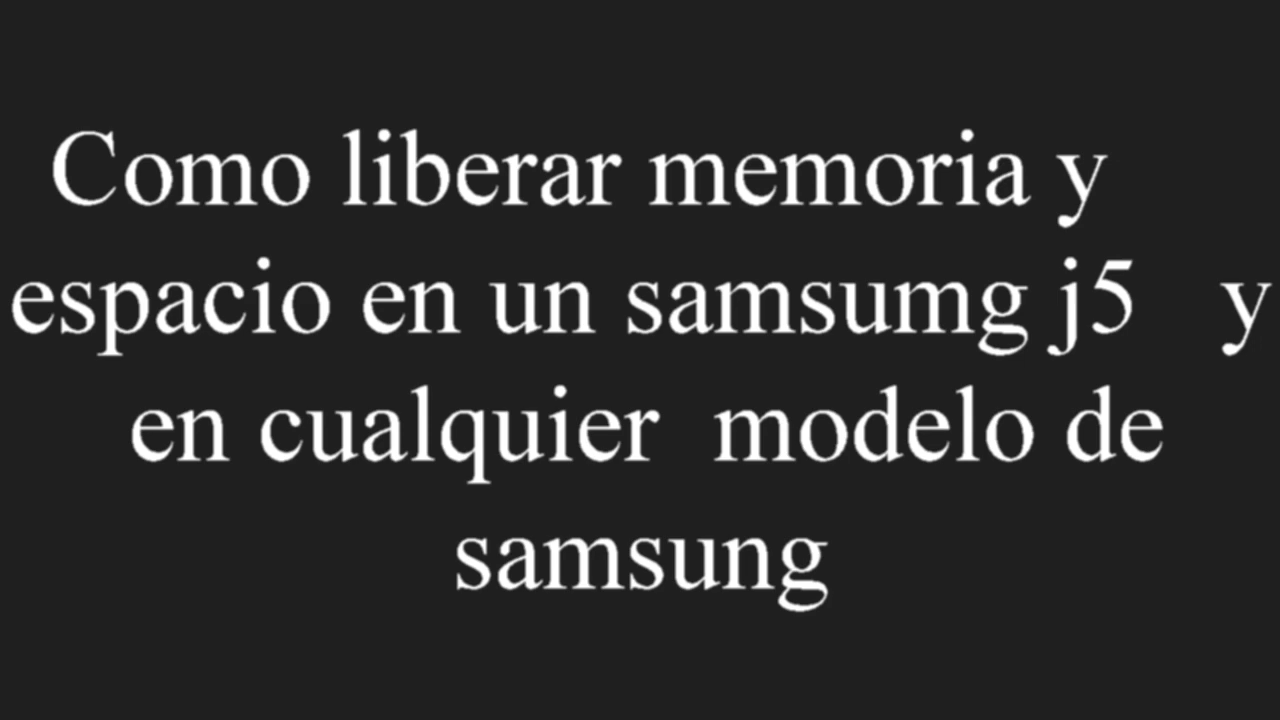 Como liberar memoria y
espacio en un samsumg j5 y
en cualquier modelo de
samsung